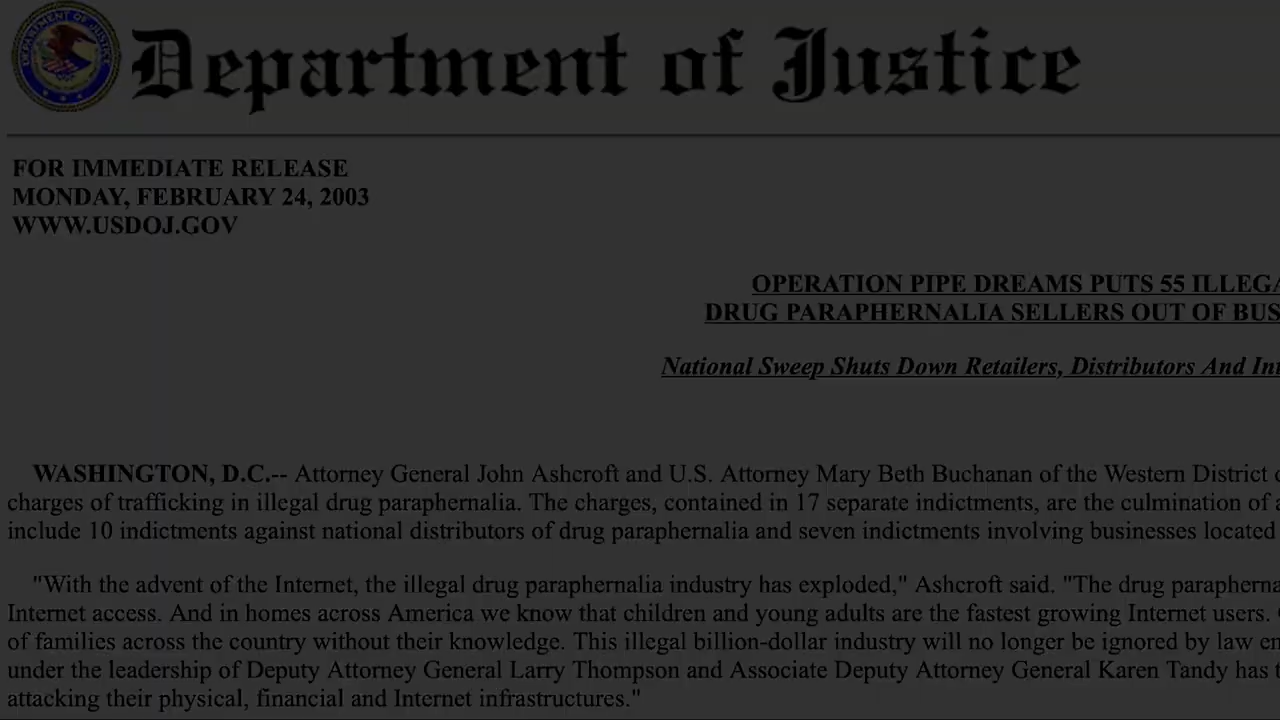 Department of Justice
FOR IMMEDIATE RELEASE
MONDAY, FEBRUARY 24, 2003
WWW.USDOJ.GOV
OPERATION PIPE DREAMS PUTS 55
DRUG PARAPHERNALIA SELLERS OUT OF
National Sweep Shuts Down Retailers, Distributors And
WASHINGTON, D.C.-- Attorney General John Ashcroft and U.S. Attorney Mary Beth Buchanan of the Western District
charges of trafficking in illegal drug paraphernalia. The charges, contained in 17 separate indictments, are the culmination of
include 10 indictments against national distributors of drug paraphernalia and seven indictments involving businesses located
"With the advent of the Internet, the illegal drug paraphernalia industry has exploded," Ashcroft said. "The drug
Internet access. And in homes across America we know that children and young adults are the fastest growing Internet users.
of families across the country without their knowledge. This illegal billion-dollar industry will no longer be ignored by law
under the leadership of Deputy Attorney General Larry Thompson and Associate Deputy Attorney General Karen Tandy has
attacking their physical, financial and Internet infrastructures."